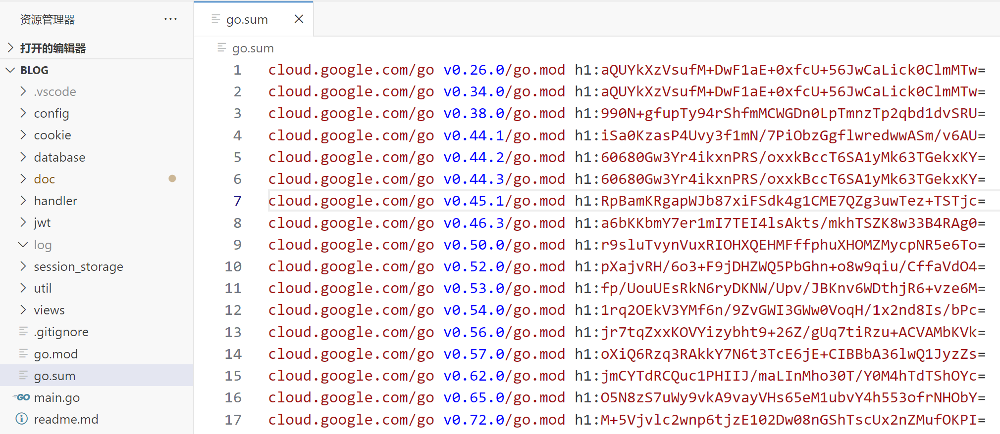 资源管理器
打开的编辑器
BLOG
.vscode
config
cookie
database
doc
handler
jwt
log
session_storage
util
views
.gitignore
go.mod
go.sum
GO main.go
readme.md
go.sum
go.sum
1 cloud.google.com/go v0.26.0/go.mod h1:aQUYkXzVsufM+DwF1aE+0xfcU+56JwCaLick0ClmMTw=
2 cloud.google.com/go v0.34.0/go.mod h1:aQUYkXzVsufM+DwF1aE+0xfcU+56JwCaLick0ClmMTw=
3 cloud.google.com/go v0.38.0/go.mod h1:990N+gfupTy94rShfmMCWGDn0LpTmnzTp2qbd1dvSRU=
4 cloud.google.com/go v0.44.1/go.mod h1:iSa0KzasP4Uvy3f1mN/7PiObzGgflwredwwASm/v6AU=
5 cloud.google.com/go v0.44.2/go.mod h1:60680Gw3Yr4ikxnPRS/oxxkBccT6SA1yMk63TGekxKY=
6 cloud.google.com/go v0.44.3/go.mod h1:60680Gw3Yr4ikxnPRS/oxxkBccT6SA1yMk63TGekxKY=
7 cloud.google.com/go v0.45.1/go.mod h1:RpBamKRgapWJb87xiFSdk4g1CME7QZg3uwTez+TSTjc=
8 cloud.google.com/go v0.46.3/go.mod h1:a6bKKbmY7er1mI7TEI4lsAkts/mkhTSZK8w33B4RAg0=
9 cloud.google.com/go v0.50.0/go.mod h1:r9sluTvynVuxRIOHXQEHMFffphuXHOMZMycpNR5e6To=
10 cloud.google.com/go v0.52.0/go.mod h1:pXajvRH/6o3+F9jDHZWQ5PbGhn+o8w9qiu/CffaVdO4=
11 cloud.google.com/go v0.53.0/go.mod h1:fp/UouUEsRkN6ryDKNW/Upv/JBKnv6WDthjR6+vze6M=
12 cloud.google.com/go v0.54.0/go.mod h1:1rq2OEkV3YMf6n/9ZvGWI3GWw0VoqH/1x2nd8Is/bPc=
13 cloud.google.com/go v0.56.0/go.mod h1:jr7tqZxxKOVYizybht9+26Z/gUq7tiRzu+ACVAMbKVk=
14 cloud.google.com/go v0.57.0/go.mod h1:oXiQ6Rzq3RAkkY7N6t3TcE6jE+CIBBbA36lwQ1JyzZs=
15 cloud.google.com/go v0.62.0/go.mod h1:jmCYTdRCQuc1PHIIJ/maLInMho30T/Y0M4hTdTShOYc=
16 cloud.google.com/go v0.65.0/go.mod h1:O5N8zS7uWy9vkA9vayVHs65eM1ubvY4h553ofrNHObY=
17 cloud.google.com/go v0.72.0/go.mod h1:M+5Vjvlc2wnp6tjzE102Dw08nGShTscUx2nZMufOKPI=